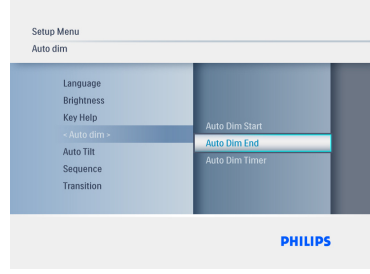 Setup Menu
Auto dim
Language
Brightness
Key Help
« Auto dim »
Auto Tilt
Sequence
Transition
Auto Dim Start
Auto Dim End
Auto Dim Timer
PHILIPS